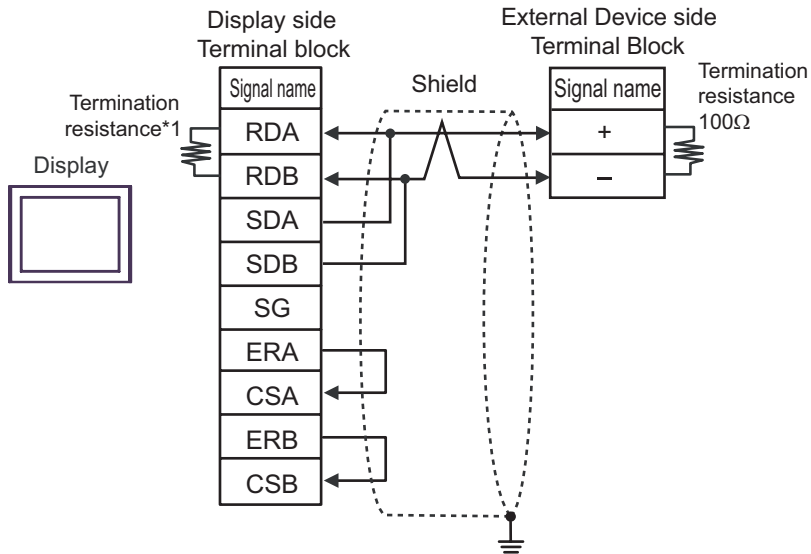 Display side
Terminal block
External Device side
Terminal Block
Signal name
Shield
Signal name
Termination
resistance
100Ω
Termination
resistance*1
RDA
+
Display
RDB
–
SDA
SDB
SG
ERA
CSA
ERB
CSB